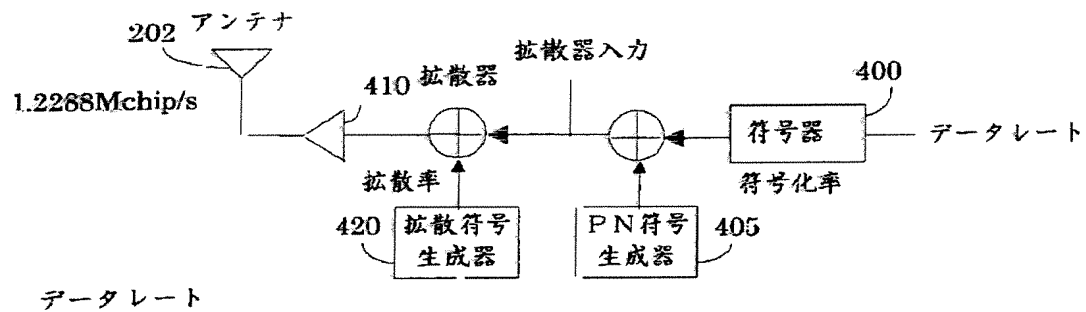 202 アンテナ
1.2288Mchip/s
410 拡散器
拡散器入力
400
符号器
データレート
拡散率
符号化率
420
拡散符号
生成器
PN符号
生成器
405
データレート